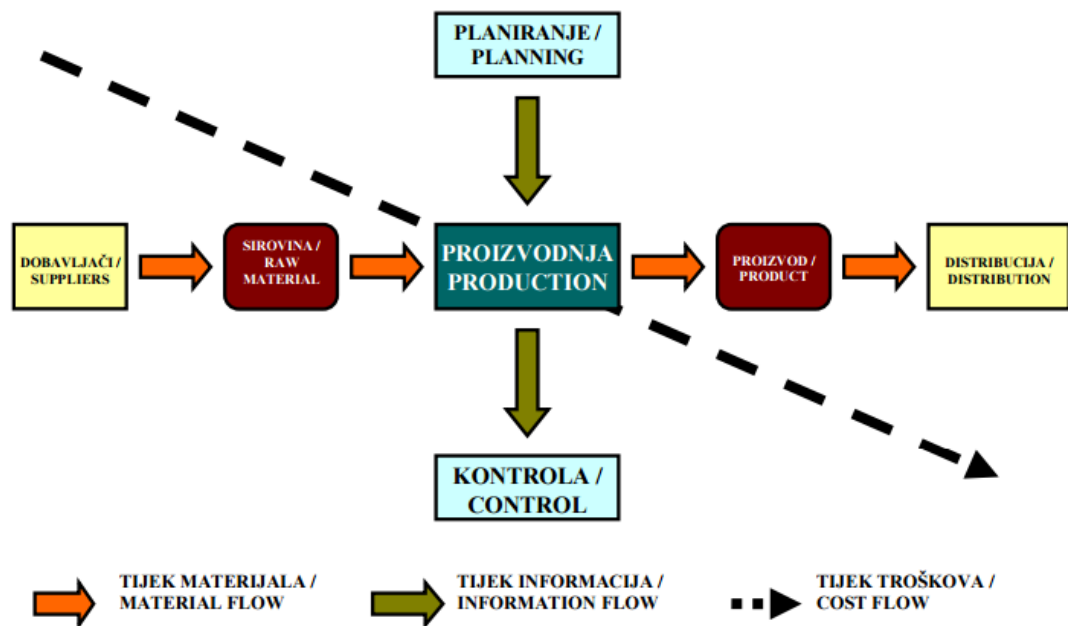 PLANIRANJE /
PLANNING
DOBAVLJAČI /
SUPPLIERS
SIROVINA /
RAW
MATERIAL
PROIZVODNJA
PRODUCTION
PROIZVOD /
PRODUCT
DISTRIBUCIJA /
DISTRIBUTION
KONTROLA /
CONTROL
TIJEK MATERIJALA /
MATERIAL FLOW
TIJEK INFORMACIJA /
INFORMATION FLOW
TIJEK TROŠKOVA /
COST FLOW